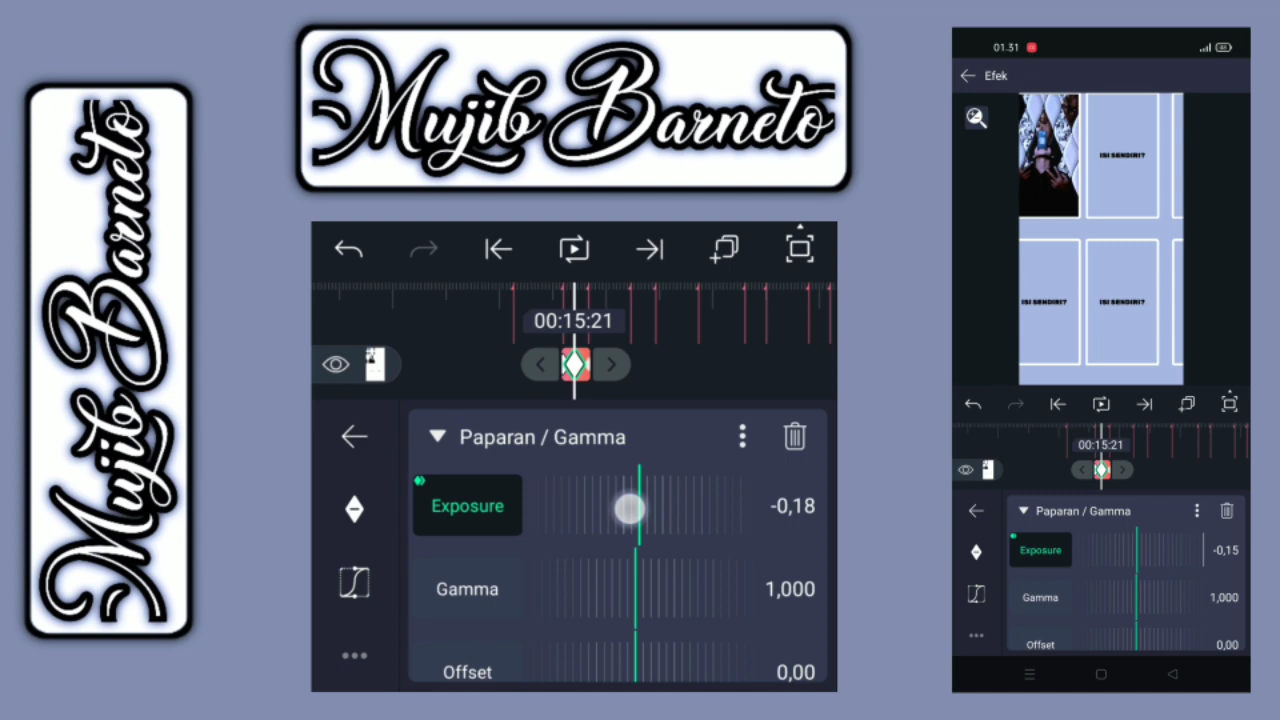 Mujib Barneto
Mujib Barneto
00:15:21
Paparan / Gamma
Exposure
-0,18
Gamma
1,000
Offset
0,00
01.31
Efek
ISI SENDIRI?
ISI SENDIRI?
ISI SENDIRI?
00:15:21
Paparan / Gamma
Exposure
-0,15
Gamma
1,000
Offset
0,00